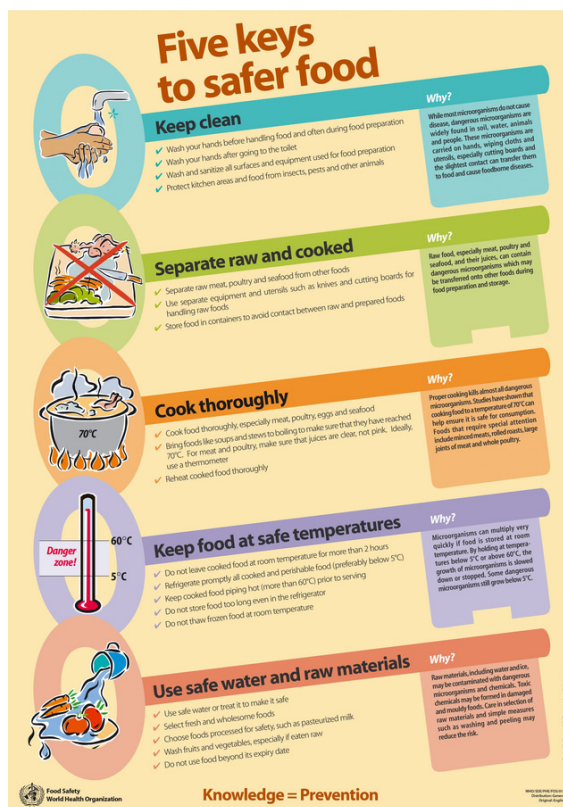 Five keys
to safer food
Keep clean
✔ Wash your hands before handling food and often during food preparation
✔ Wash your hands after going to the toilet
✔ Wash and sanitize all surfaces and equipment used for food preparation
✔ Protect kitchen areas and food from insects, pests and other animals
Why?
While most microorganisms do not cause
disease, dangerous microorganisms are
widely found in soil, water, animals
and people. These microorganisms are
carried on hands, wiping cloths and
utensils, especially cutting boards and
the slightest contact can transfer them
to food and cause foodborne diseases.
Separate raw and cooked
✔ Separate raw meat, poultry and seafood from other foods
✔ Use separate equipment and utensils such as knives and cutting boards for
handling raw foods
✔ Store food in containers to avoid contact between raw and prepared foods
Why?
Raw food, especially meat, poultry and
seafood, and their juices, can contain
dangerous microorganisms which may
be transferred onto other foods during
food preparation and storage.
70°C
Cook thoroughly
✔ Cook food thoroughly, especially meat, poultry, eggs and seafood
✔ Bring foods like soups and stews to boiling to make sure that they have reached
70°C. For meat and poultry, make sure that juices are clear, not pink. Ideally,
use a thermometer
✔ Reheat cooked food thoroughly
Why?
Proper cooking kills almost all dangerous
microorganisms. Studies have shown that
cooking food to a temperature of 70°C can
help ensure it is safe for consumption.
Foods that require special attention
include minced meats, rolled roasts, large
joints of meat and whole poultry.
Danger
zone!
60°C
5°C
Keep food at safe temperatures
✔ Do not leave cooked food at room temperature for more than 2 hours
✔ Refrigerate promptly all cooked and perishable food (preferably below 5°C)
✔ Keep cooked food piping hot (more than 60°C) prior to serving
✔ Do not store food too long even in the refrigerator
✔ Do not thaw frozen food at room temperature
Why?
Microorganisms can multiply very
quickly if food is stored at room
temperature. By holding at tempera-
tures below 5°C or above 60°C, the
growth of microorganisms is slowed
down or stopped. Some dangerous
microorganisms still grow below 5°C.
Use safe water and raw materials
✔ Use safe water or treat it to make it safe
✔ Select fresh and wholesome foods
✔ Choose foods processed for safety, such as pasteurized milk
✔ Wash fruits and vegetables, especially if eaten raw
✔ Do not use food beyond its expiry date
Why?
Raw materials, including water and ice,
may be contaminated with dangerous
microorganisms and chemicals. Toxic
chemicals may be formed in damaged
and mouldy foods. Care in selection of
raw materials and simple measures
such as washing and peeling may
reduce the risk.
Food Safety
World Health Organization
Knowledge = Prevention
Distribution:
Original: